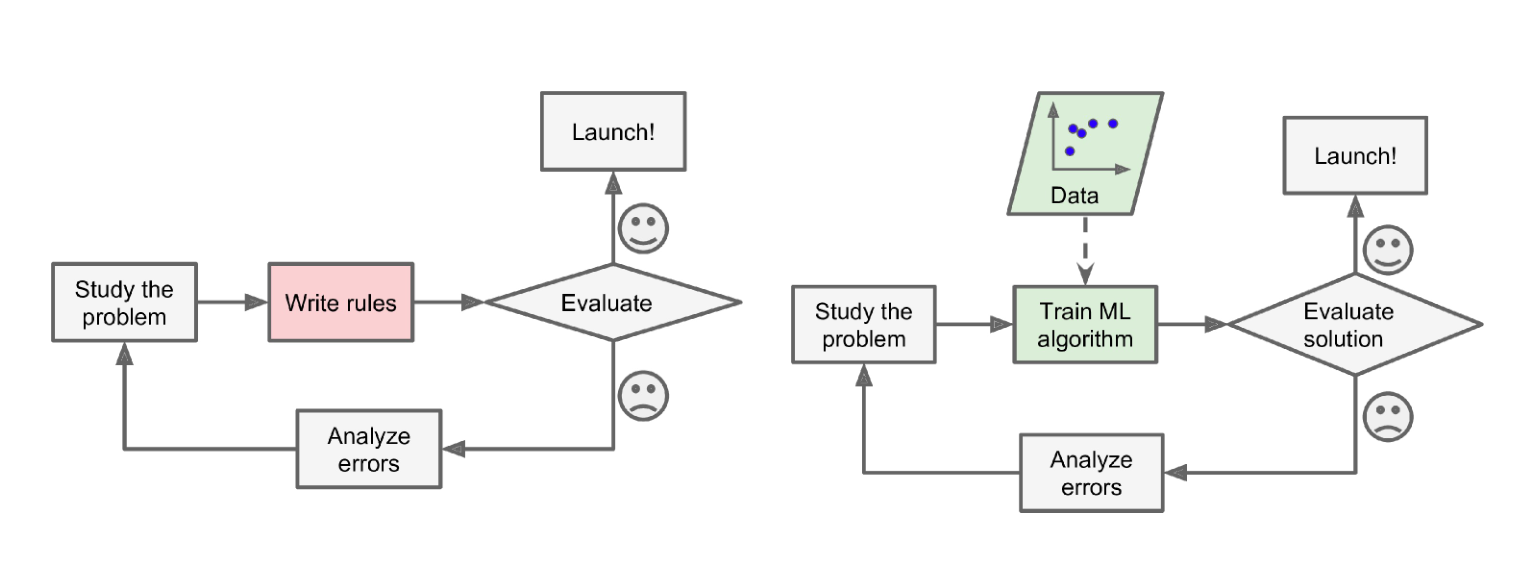 Launch!
Study the
problem
Write rules
Evaluate
Analyze
errors
Data
Launch!
Study the
problem
Train ML
algorithm
Evaluate
solution
Analyze
errors